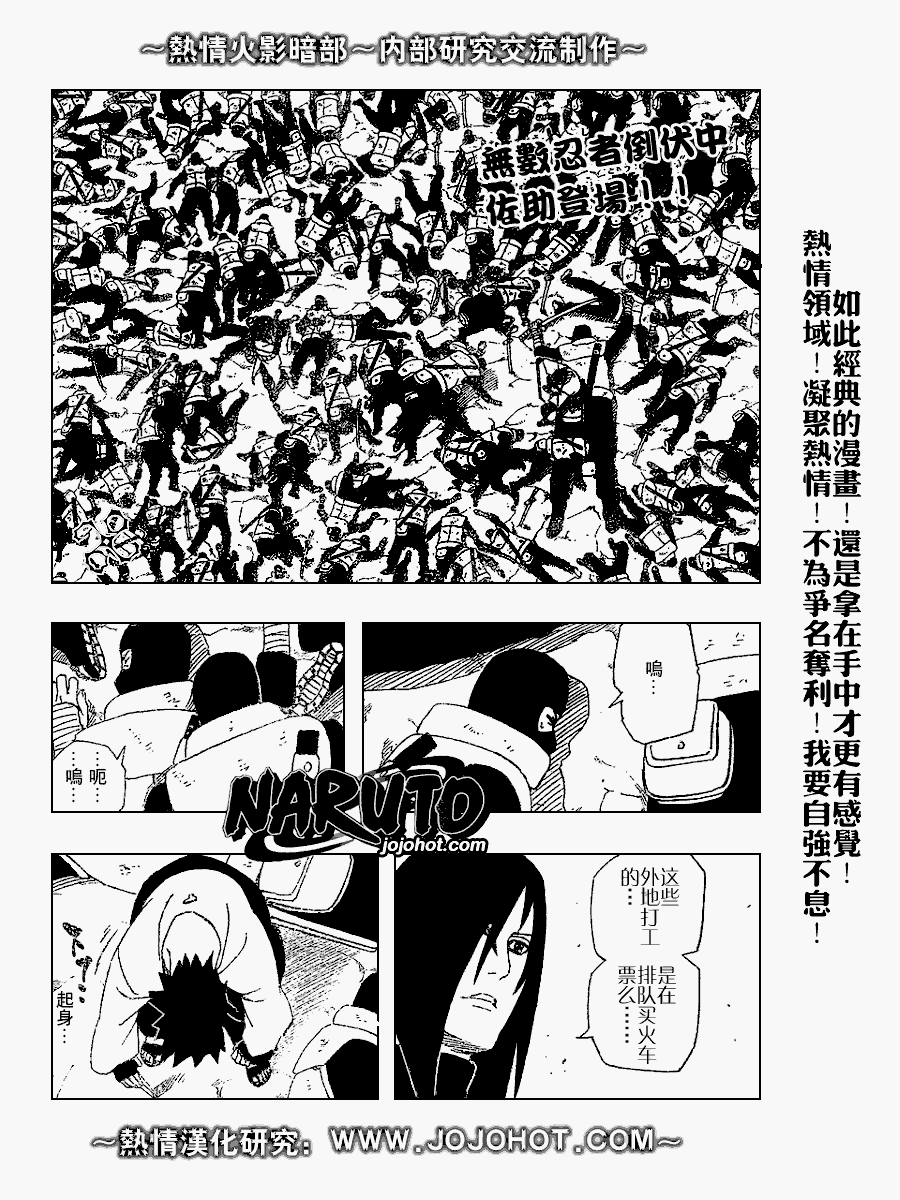 ～熱情火影暗部～内部研究交流制作～
無數忍者倒伏中
佐助登場！！
如此經典的漫畫！還是拿在手中才更有感覺！
熱情領域！凝聚熱情！不為爭名奪利！我要自強不息！
嗚…
呃……
嗚……
NARUTO
jojohot.com
这些
外地打工
的…
是在
排队买火车
票么……
起身…
～熱情漢化研究：WWW.JOJOHOT.COM～